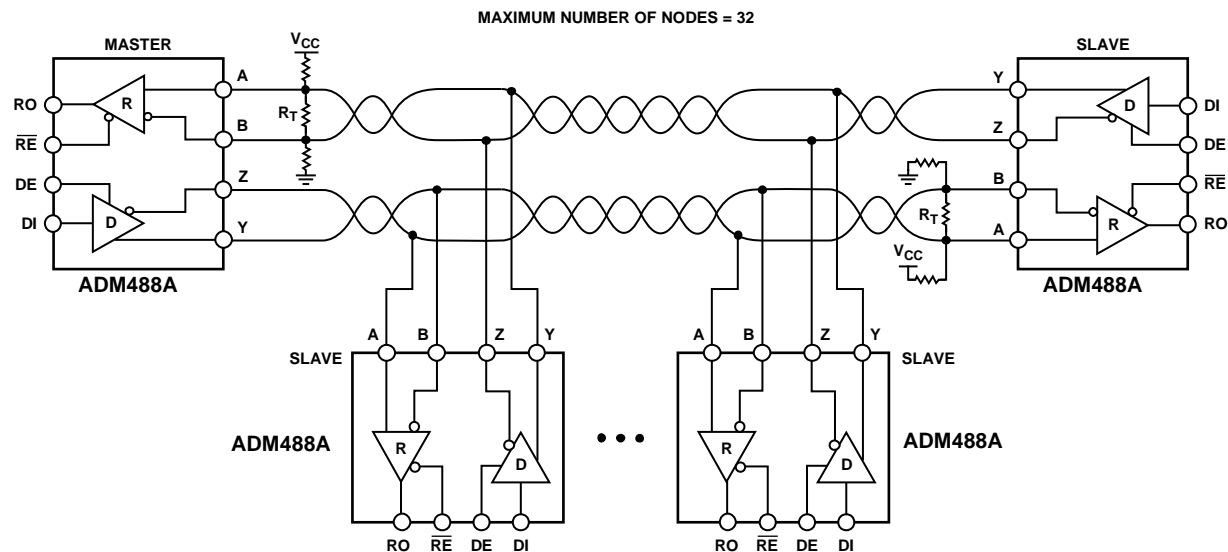 MAXIMUM NUMBER OF NODES = 32
MASTER
VCC
SLAVE
A
Y
RO
R
D
DI
RT
B
Z
RE
DE
DE
Z
B
RE
DI
D
RT
R
RO
Y
A
VCC
ADM488A
ADM488A
A B Z Y
A B Z Y
SLAVE
SLAVE
ADM488A
R
D
R
D
ADM488A
RO RE DE DI
RO RE DE DI